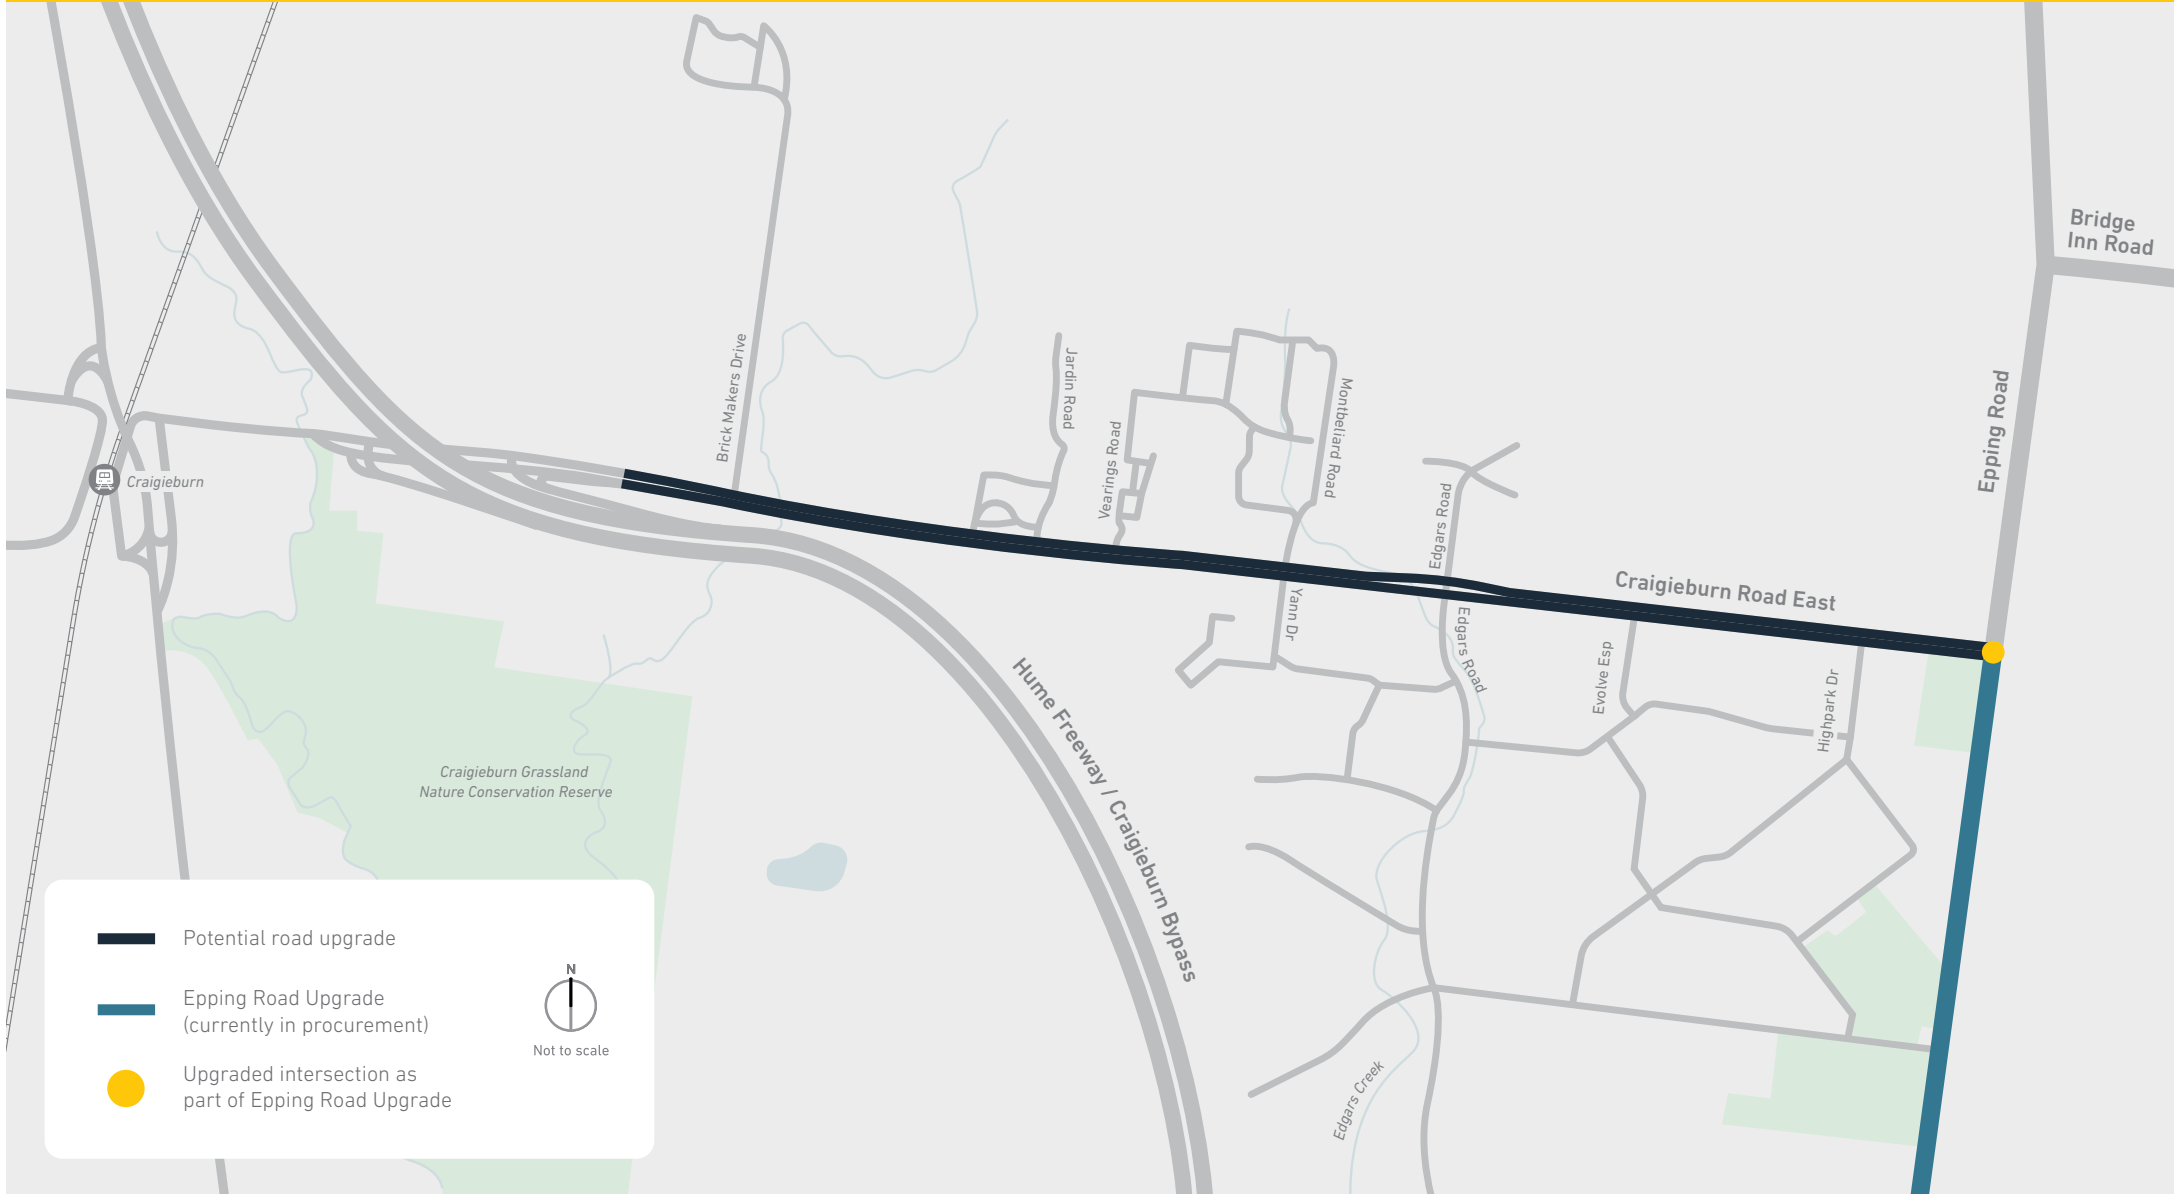 Bridge
Inn Road
Epping Road
Brick Makers Drive
Jardin Road
Vearings Road
Montbeliard Road
Edgars Road
Craigieburn
Craigieburn Road East
Yann Dr
Edgars Road
Evolve Esp
Highpark Dr
Hume Freeway / Craigieburn Bypass
Craigieburn Grassland
Nature Conservation Reserve
Edgars Creek
Potential road upgrade
Epping Road Upgrade
(currently in procurement)
Upgraded intersection as
part of Epping Road Upgrade
N
Not to scale